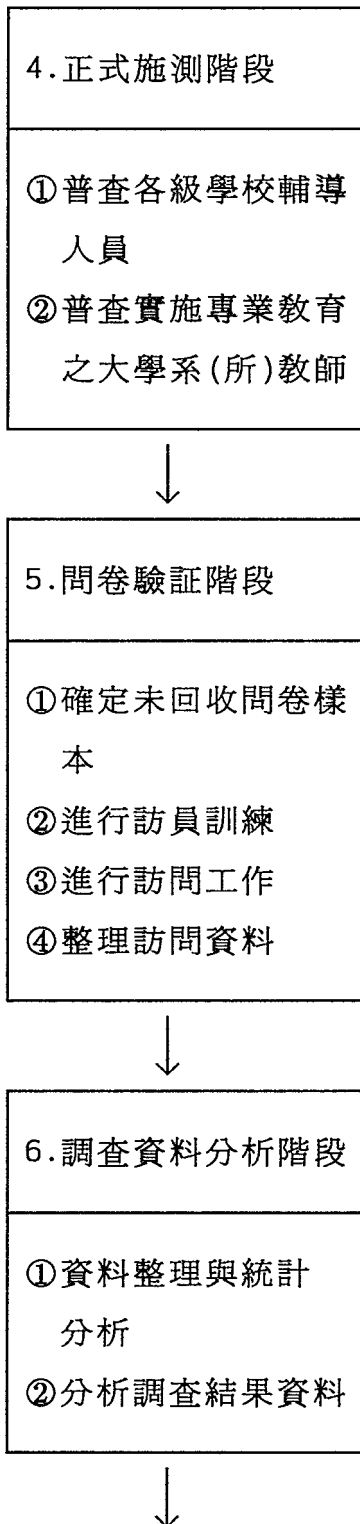 4.正式施測階段
①普查各級學校輔導
人員
②普查實施專業教育
之大學系(所)教師
5.問卷驗証階段
①確定未回收問卷樣
本
②進行訪員訓練
③進行訪問工作
④整理訪問資料
6.調查資料分析階段
①資料整理與統計
分析
②分析調查結果資料